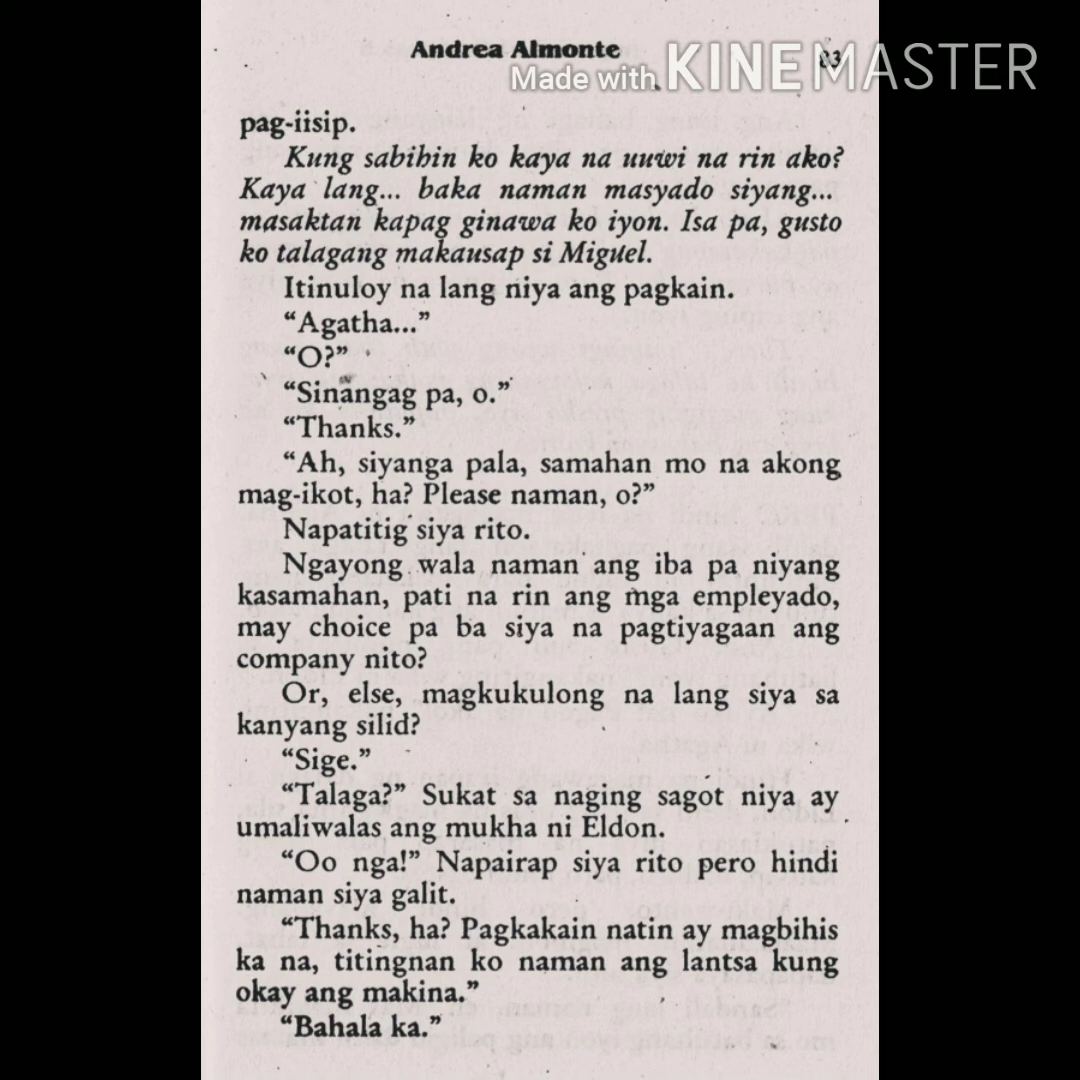 Andrea Almonte 83
Made with KINEMASTER
pag-iisip.
Kung sabihin ko kaya na uuwi na rin ako?
Kaya lang... baka naman masyado siyang...
masaktan kapag ginawa ko iyon. Isa pa, gusto
ko talagang makausap si Miguel.
Itinuloy na lang niya ang pagkain.
“Agatha...”
“O?”
“Sinangag pa, o.”
“Thanks.”
“Ah, siyanga pala, samahan mo na akong
mag-ikot, ha? Please naman, o?”
Napatitig siya rito.
Ngayong wala naman ang iba pa niyang
kasamahan, pati na rin ang mga empleyado,
may choice pa ba siya na pagtiyagaan ang
company nito?
Or, else, magkukulong na lang siya sa
kanyang silid?
“Sige.”
“Talaga?” Sukat sa naging sagot niya ay
umaliwalas ang mukha ni Eldon.
“Oo nga!” Napairap siya rito pero hindi
naman siya galit.
“Thanks, ha? Pagkakain natin ay magbihis
ka na, titingnan ko naman ang lantsa kung
okay ang makina.”
“Bahala ka.”